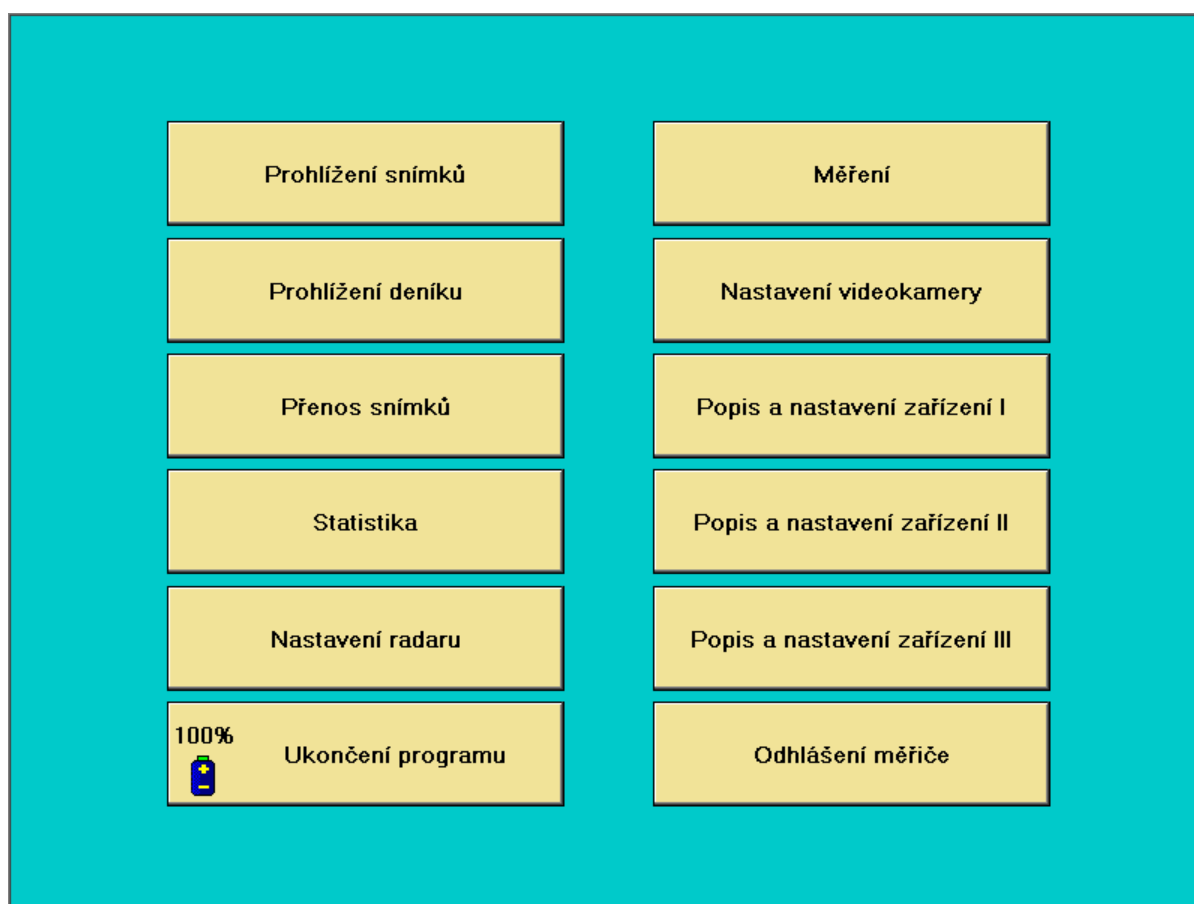 Prohlížení snímků
Měření
Prohlížení deníku
Nastavení videokamery
Přenos snímků
Popis a nastavení zařízení I
Statistika
Popis a nastavení zařízení II
Nastavení radaru
Popis a nastavení zařízení III
100%
Ukončení programu
Odhlášení měřiče